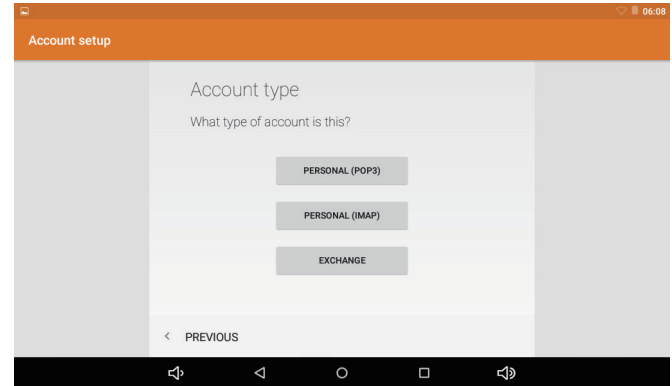 06:08
Account setup
Account type
What type of account is this?
PERSONAL (POP3)
PERSONAL (IMAP)
EXCHANGE
PREVIOUS